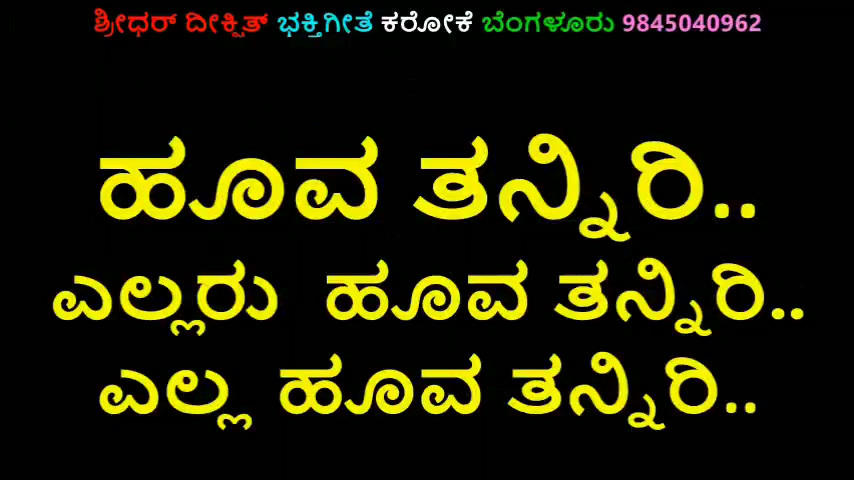 ಶ್ರೀಧರ್ ದೀಕ್ಷಿತ್ ಭಕ್ತಿಗೀತೆ ಕರೋಕೆ ಬೆಂಗಳೂರು 9845040962
ಹೂವ ತನ್ನಿರಿ..
ಎಲ್ಲರು ಹೂವ ತನ್ನಿರಿ..
ಎಲ್ಲ ಹೂವ ತನ್ನಿರಿ..